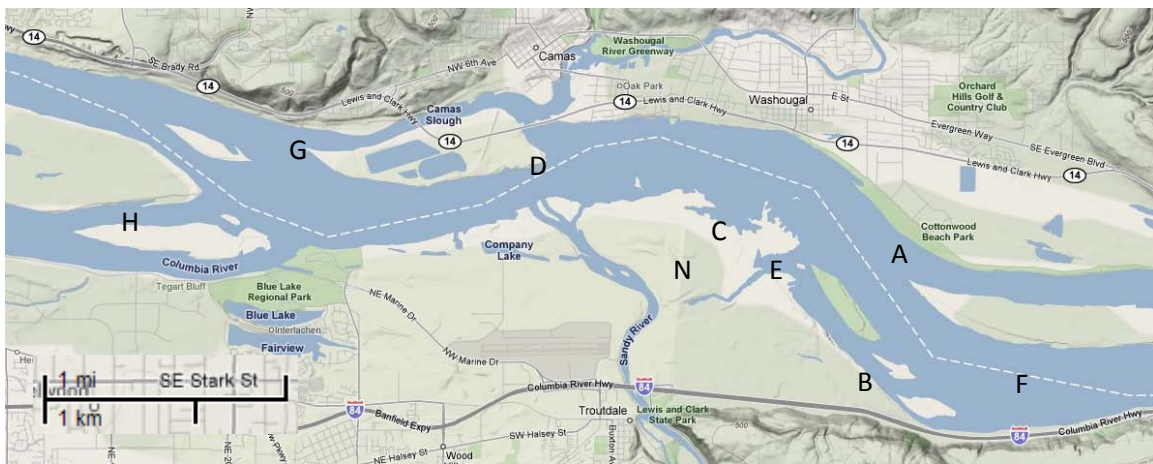 14
SE Brady Rd
14
500
NW 6th Ave
Camas
Washougal
River Greenway
Oak Park
14
Lewis and Clark Hwy
Washougal
E St
Orchard
Hills Golf &
Country Club
500
Evergreen Way
SE Evergreen Blvd
14
Lewis and Clark Hwy
14
Lewis and Clark Hwy
Camas
Slough
14
G
D
H
C
A
Cottonwood
Beach Park
N
E
Company
Lake
Columbia River
Tegart Bluff
Blue Lake
Regional Park
NE Marine Dr
Blue Lake
Interlachen
Fairview
NW Marine Dr
Sandy River
B
F
1 mi
SE Stark St
1 km
Columbia River Hwy
84
84
Banfield Expy
Troutdale
Lewis and Clark
State Park
500
84
Columbia River Hwy
SW Halsey St
NE Halsey St
Wood